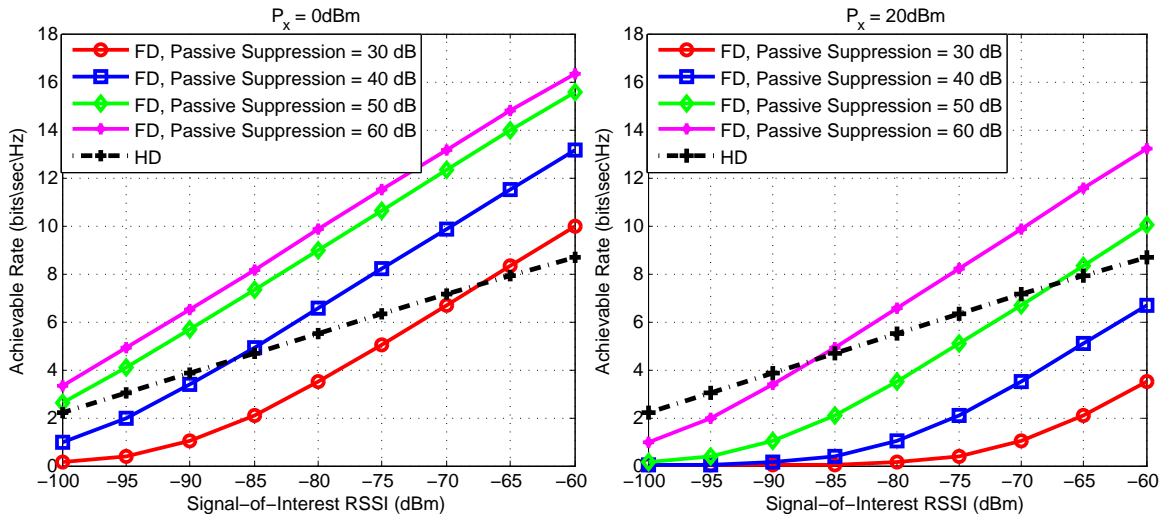 P_x = 0dBm
FD, Passive Suppression = 30 dB
FD, Passive Suppression = 40 dB
FD, Passive Suppression = 50 dB
FD, Passive Suppression = 60 dB
HD
Achievable Rate (bits\sec\Hz)
18
16
14
12
10
8
6
4
2
0
−100 −95 −90 −85 −80 −75 −70 −65 −60
Signal−of−Interest RSSI (dBm)
P_x = 20dBm
FD, Passive Suppression = 30 dB
FD, Passive Suppression = 40 dB
FD, Passive Suppression = 50 dB
FD, Passive Suppression = 60 dB
HD
Achievable Rate (bits\sec\Hz)
18
16
14
12
10
8
6
4
2
0
−100 −95 −90 −85 −80 −75 −70 −65 −60
Signal−of−Interest RSSI (dBm)